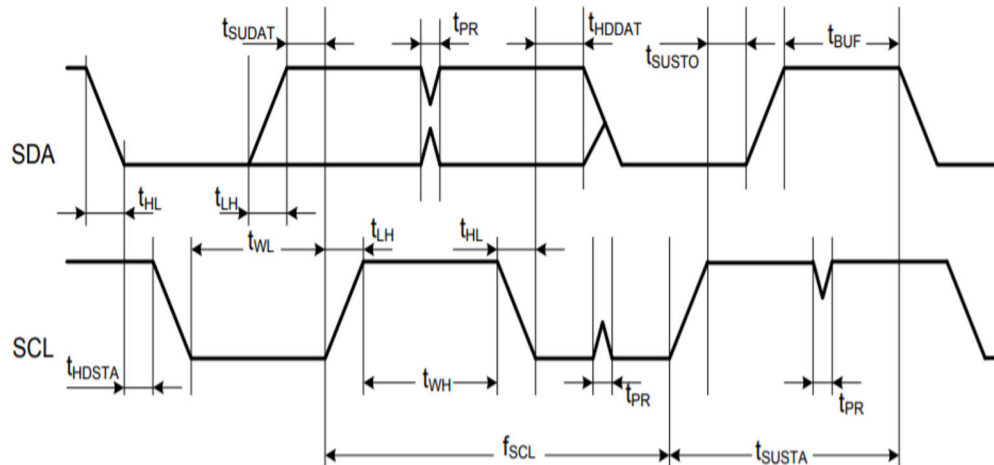 tSUDAT
tPR
tHDDAT
tSUSTO
tBUF
SDA
tHL
tLH
tWL
tLH
tHL
SCL
tHDSTA
tWH
tPR
tPR
fSCL
tSUSTA